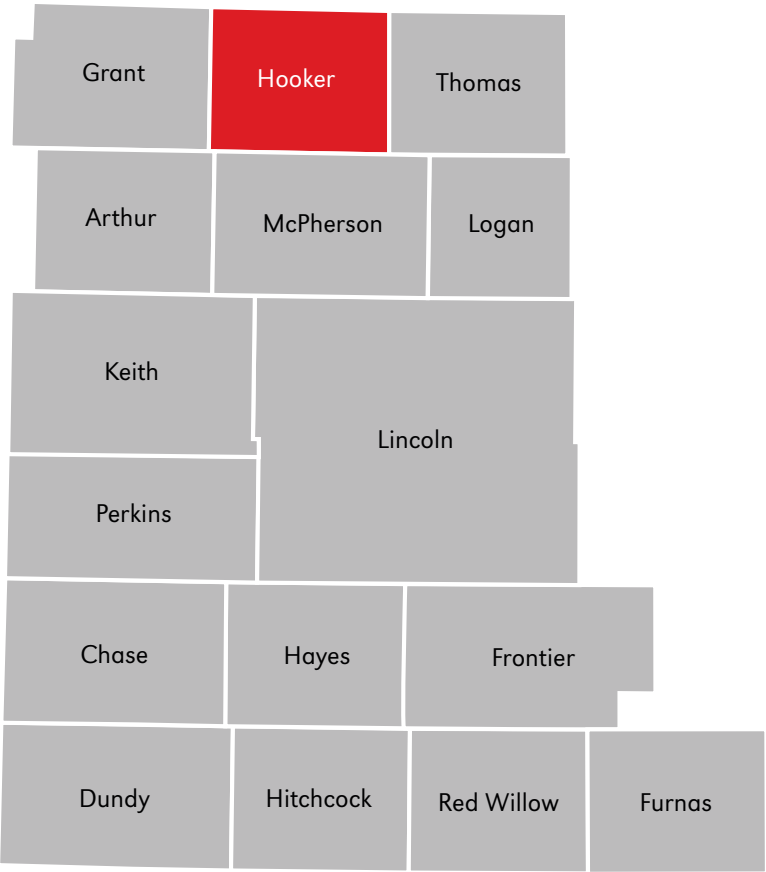 Grant
Hooker
Thomas
Arthur
McPherson
Logan
Keith
Lincoln
Perkins
Chase
Hayes
Frontier
Dundy
Hitchcock
Red Willow
Furnas